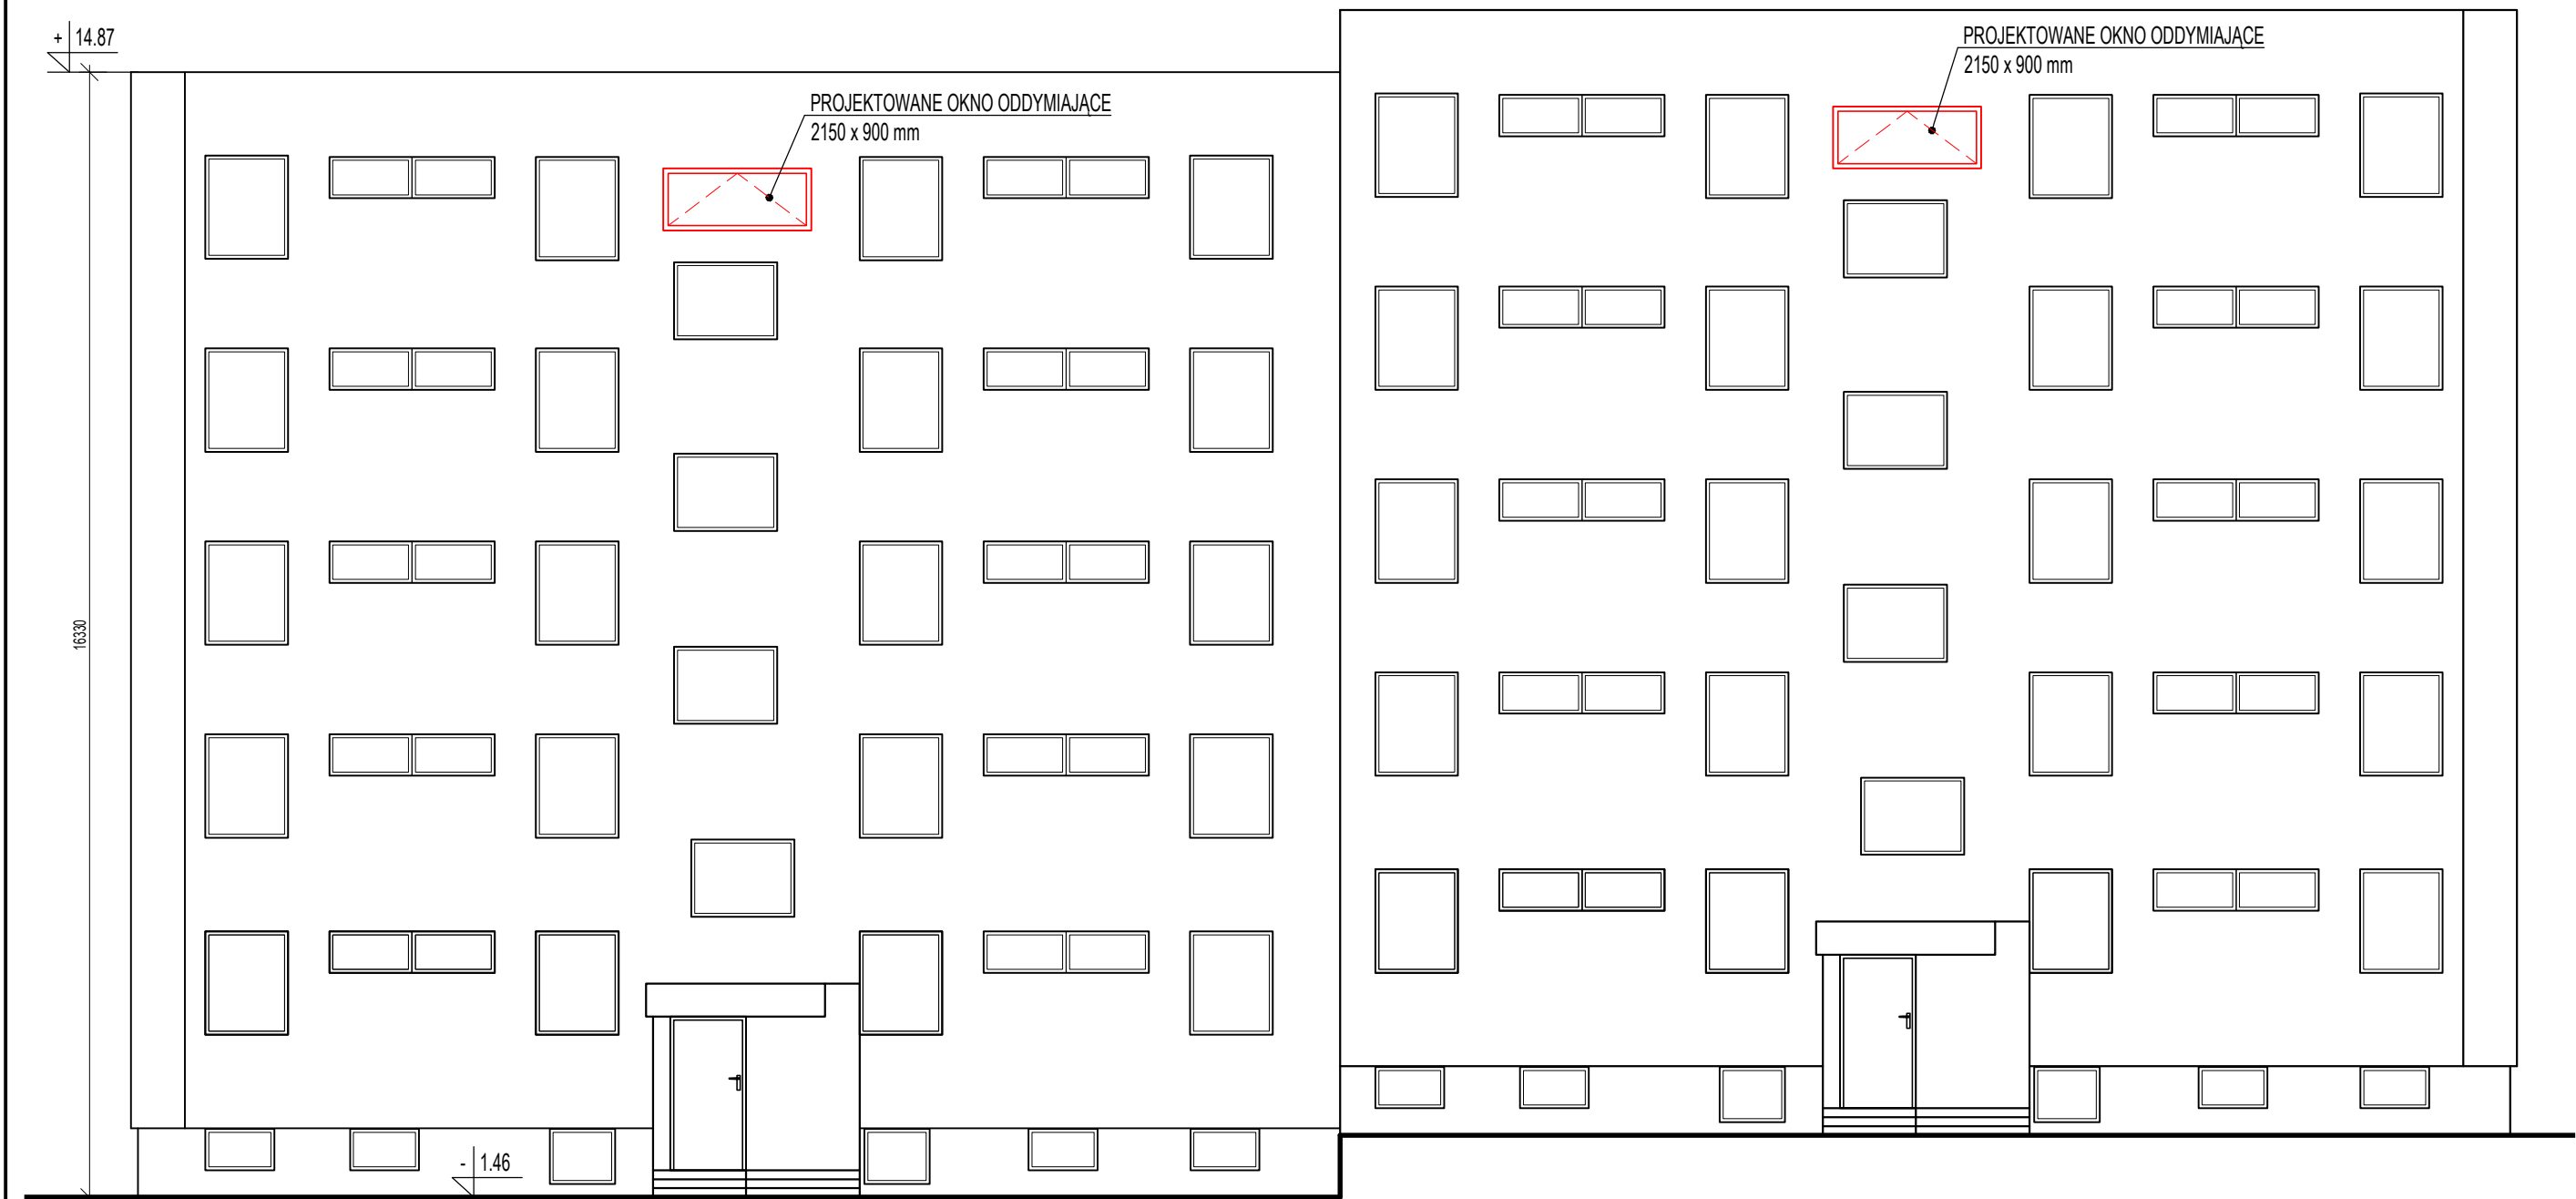 + 14.87
PROJEKTOWANE OKNO ODDYMIAJĄCE
2150 x 900 mm
PROJEKTOWANE OKNO ODDYMIAJĄCE
2150 x 900 mm
16330
- 1.46